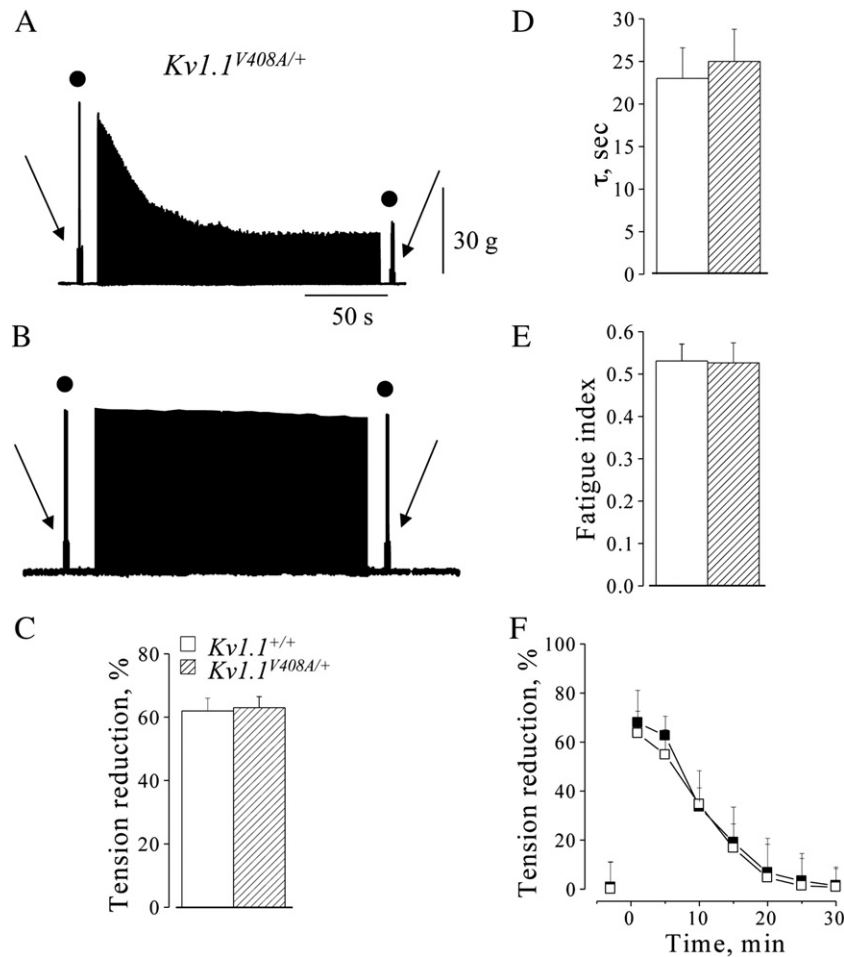 A
Kv1.1V408A/+
30 g
50 s
B
C
Kv1.1+/+
Kv1.1V408A/+
Tension reduction, %
80
60
40
20
0
D
τ, sec
30
25
20
15
10
5
0
E
Fatigue index
0.6
0.5
0.4
0.3
0.2
0.1
0.0
F
Tension reduction, %
100
80
60
40
20
0
0 10 20 30
Time, min